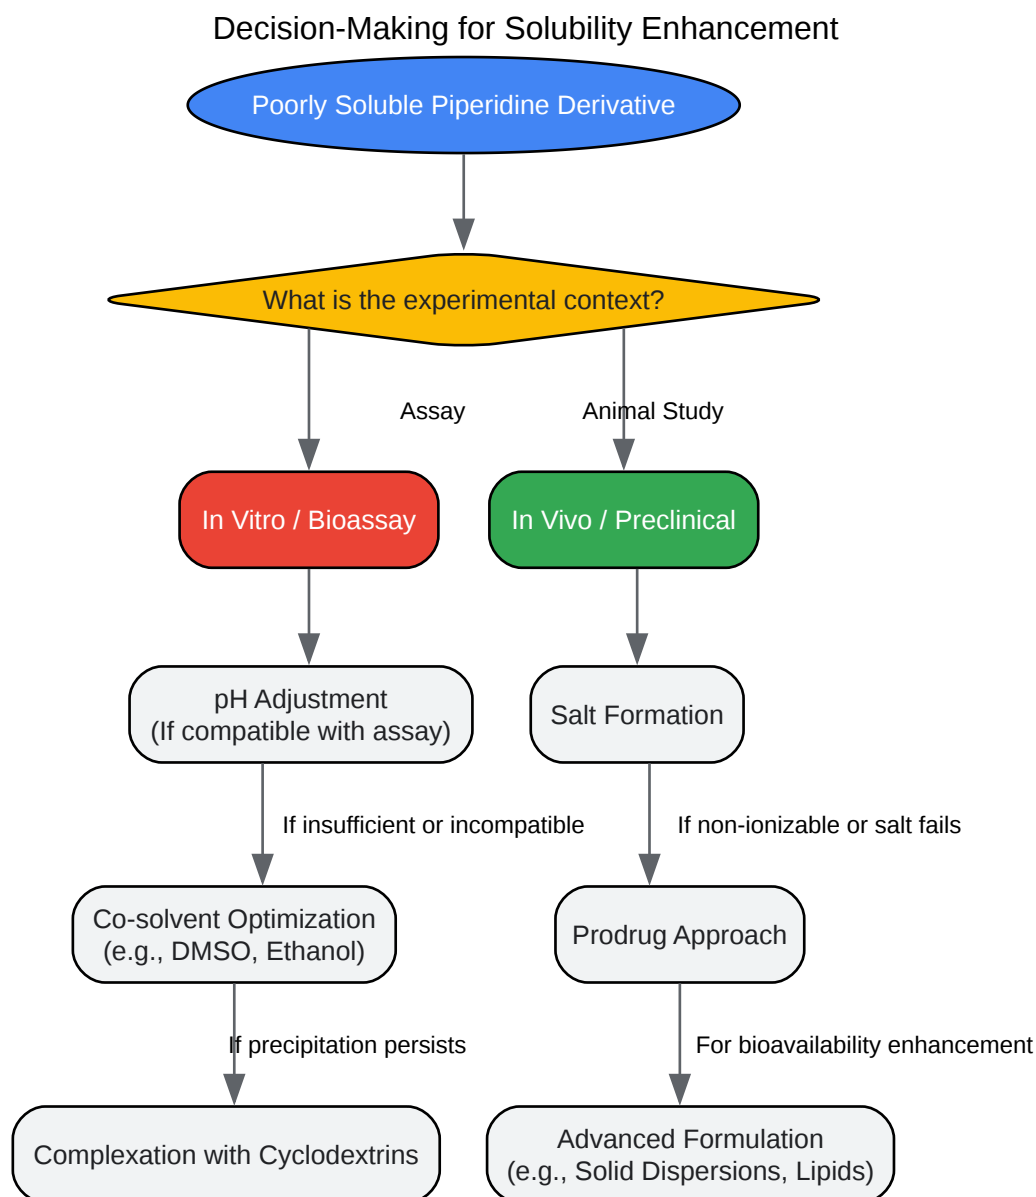 Decision-Making for Solubility Enhancement
Poorly Soluble Piperidine Derivative
What is the experimental context?
Assay
Animal Study
In Vitro / Bioassay
In Vivo / Preclinical
pH Adjustment
(If compatible with assay)
Salt Formation
If insufficient or incompatible
If non-ionizable or salt fails
Co-solvent Optimization
(e.g., DMSO, Ethanol)
Prodrug Approach
If precipitation persists
For bioavailability enhancement
Complexation with Cyclodextrins
Advanced Formulation
(e.g., Solid Dispersions, Lipids)